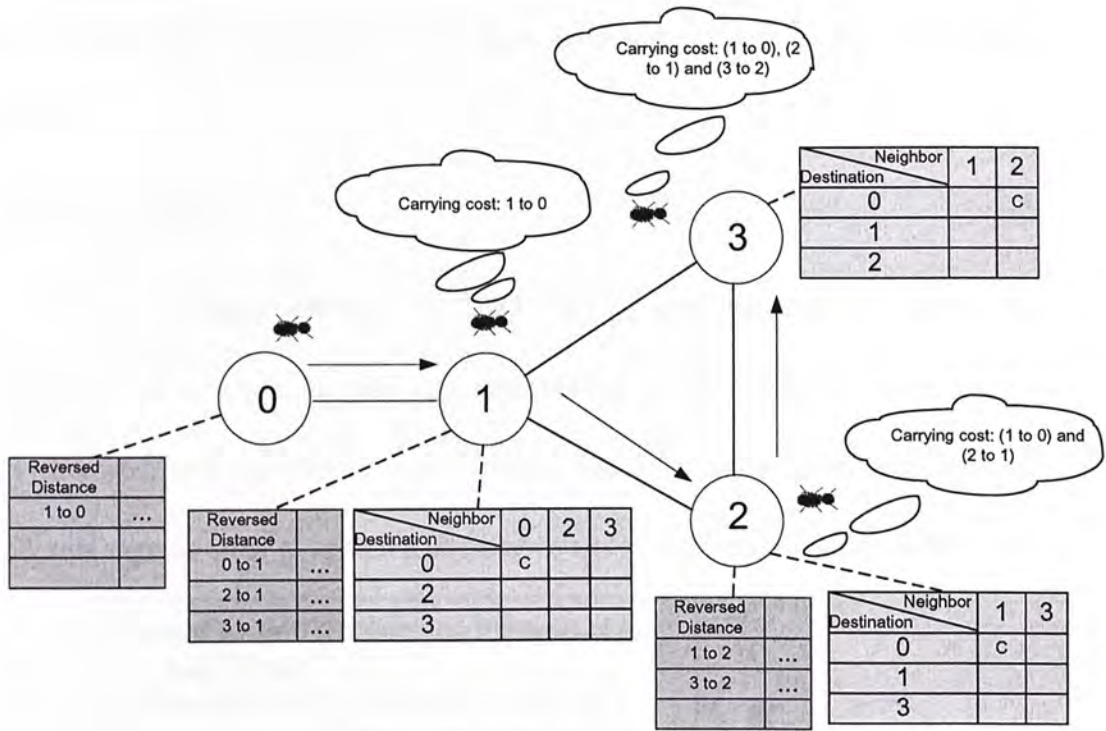 Carrying cost: (1 to 0), (2
to 1) and (3 to 2)
Carrying cost: 1 to 0
Neighbor 1 2
Destination
0 C
1
2
3
0
1
Carrying cost: (1 to 0) and
(2 to 1)
2
Reversed
Distance
1 to 0 ...
Reversed
Distance
0 to 1 ...
2 to 1 ...
3 to 1 ...
Neighbor 0 2 3
Destination
0 C
2
3
Reversed
Distance
1 to 2 ...
3 to 2 ...
Neighbor 1 3
Destination
0 C
1
3